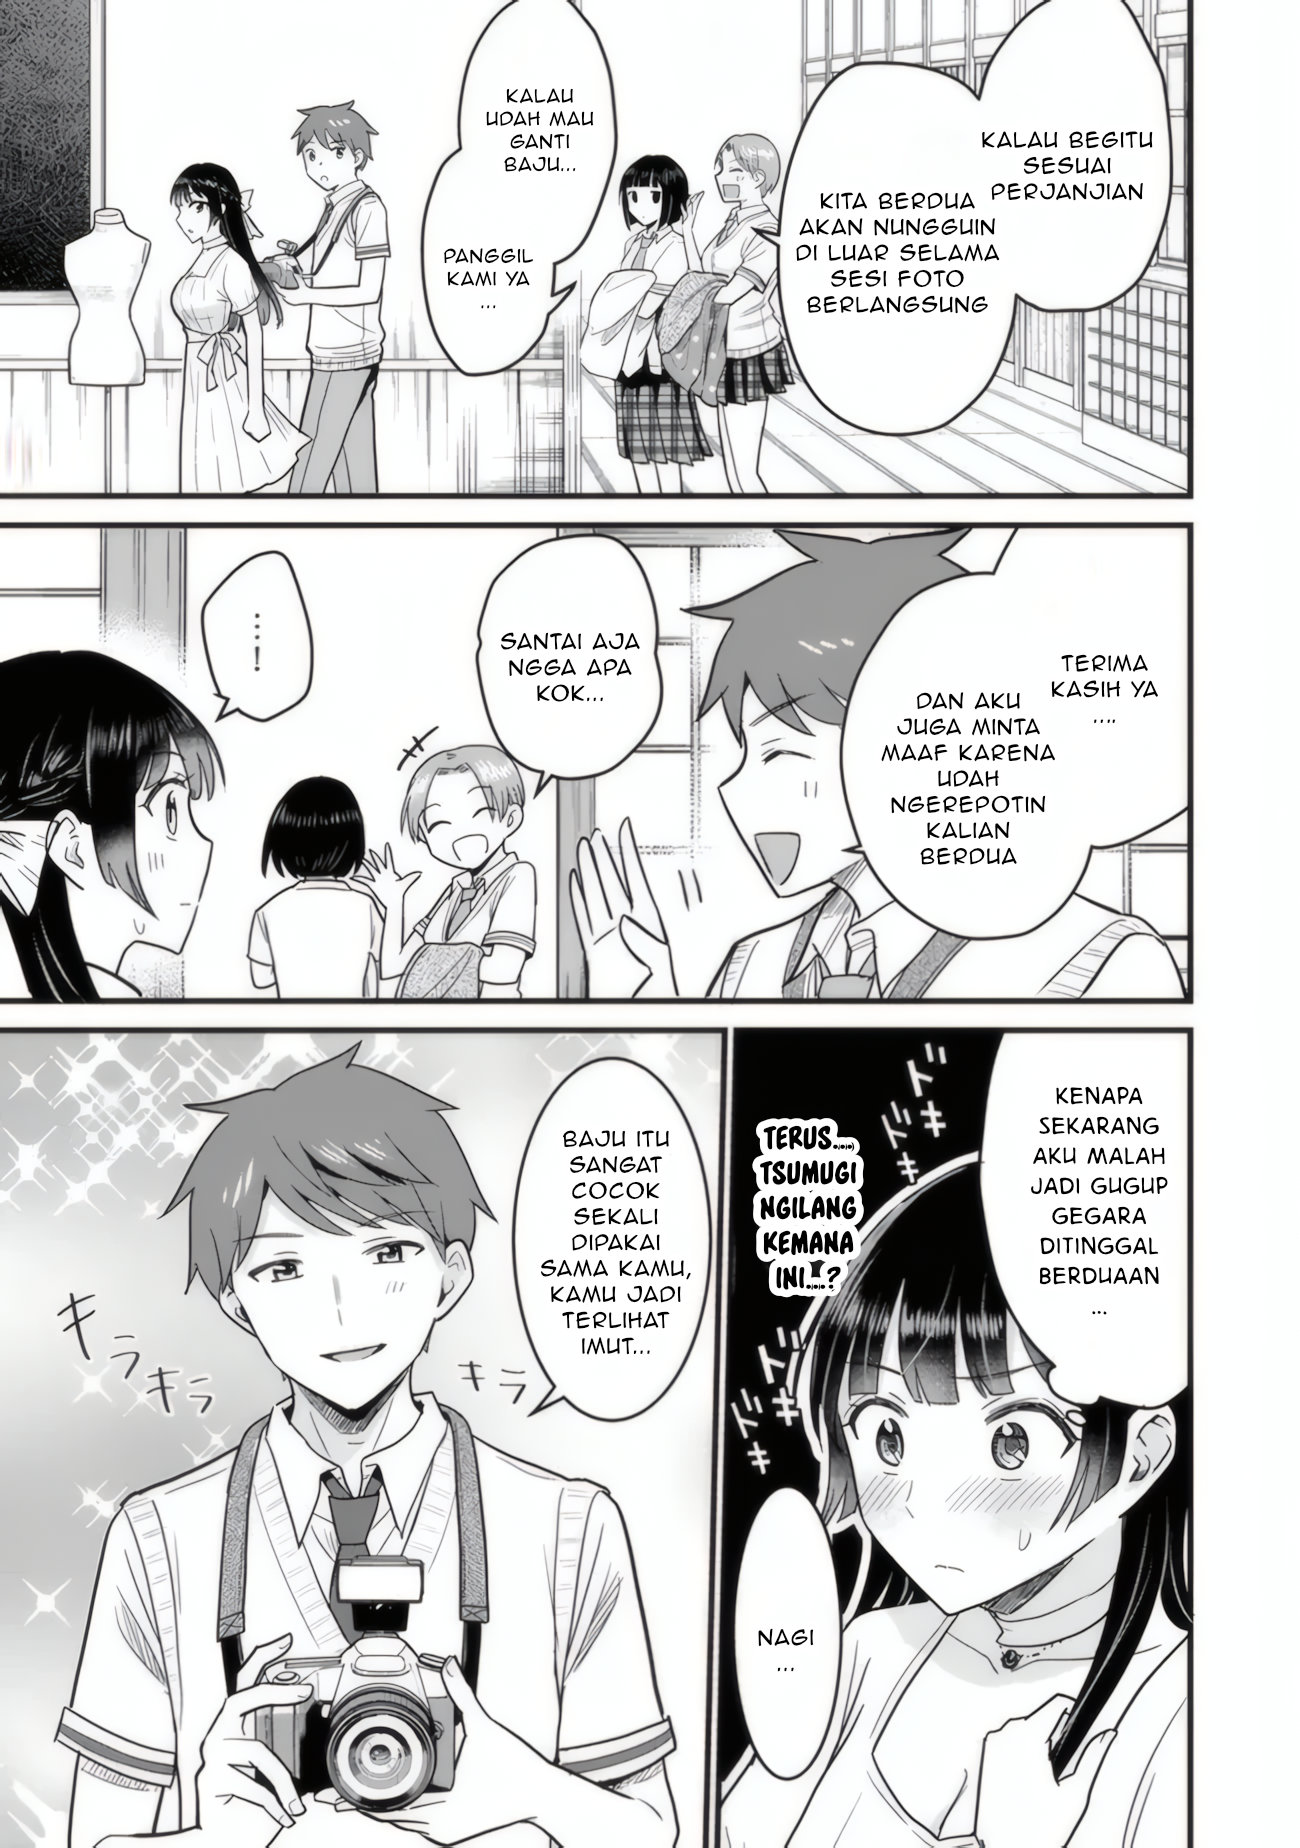 KALAU BEGITU
SESUAI
PERJANJIAN
KITA BERDUA
AKAN NUNGGUIN
DI LUAR SELAMA
SESI FOTO
BERLANGSUNG
KALAU
UDAH MAU
GANTI
BAJU...
PANGGIL
KAMI YA
...
TERIMA
KASIH YA
....
DAN AKU
JUGA MINTA
MAAF KARENA
UDAH
NGEREPOTIN
KALIAN
BERDUA
SANTAI AJA
NGGA APA
KOK...
....!
KENAPA
SEKARANG
AKU MALAH
JADI GUGUP
GEGARA
DITINGGAL
BERDUAAN
...
ドキ
ドキ
TERUS....
TSUMUGI
NGILANG
KEMANA
INI...?
ドキ
ドキ
NAGI
...
BAJU ITU
SANGAT
COCOK
SEKALI
DIPAKAI
SAMA KAMU,
KAMU JADI
TERLIHAT
IMUT...
キラ
キラ
キラ